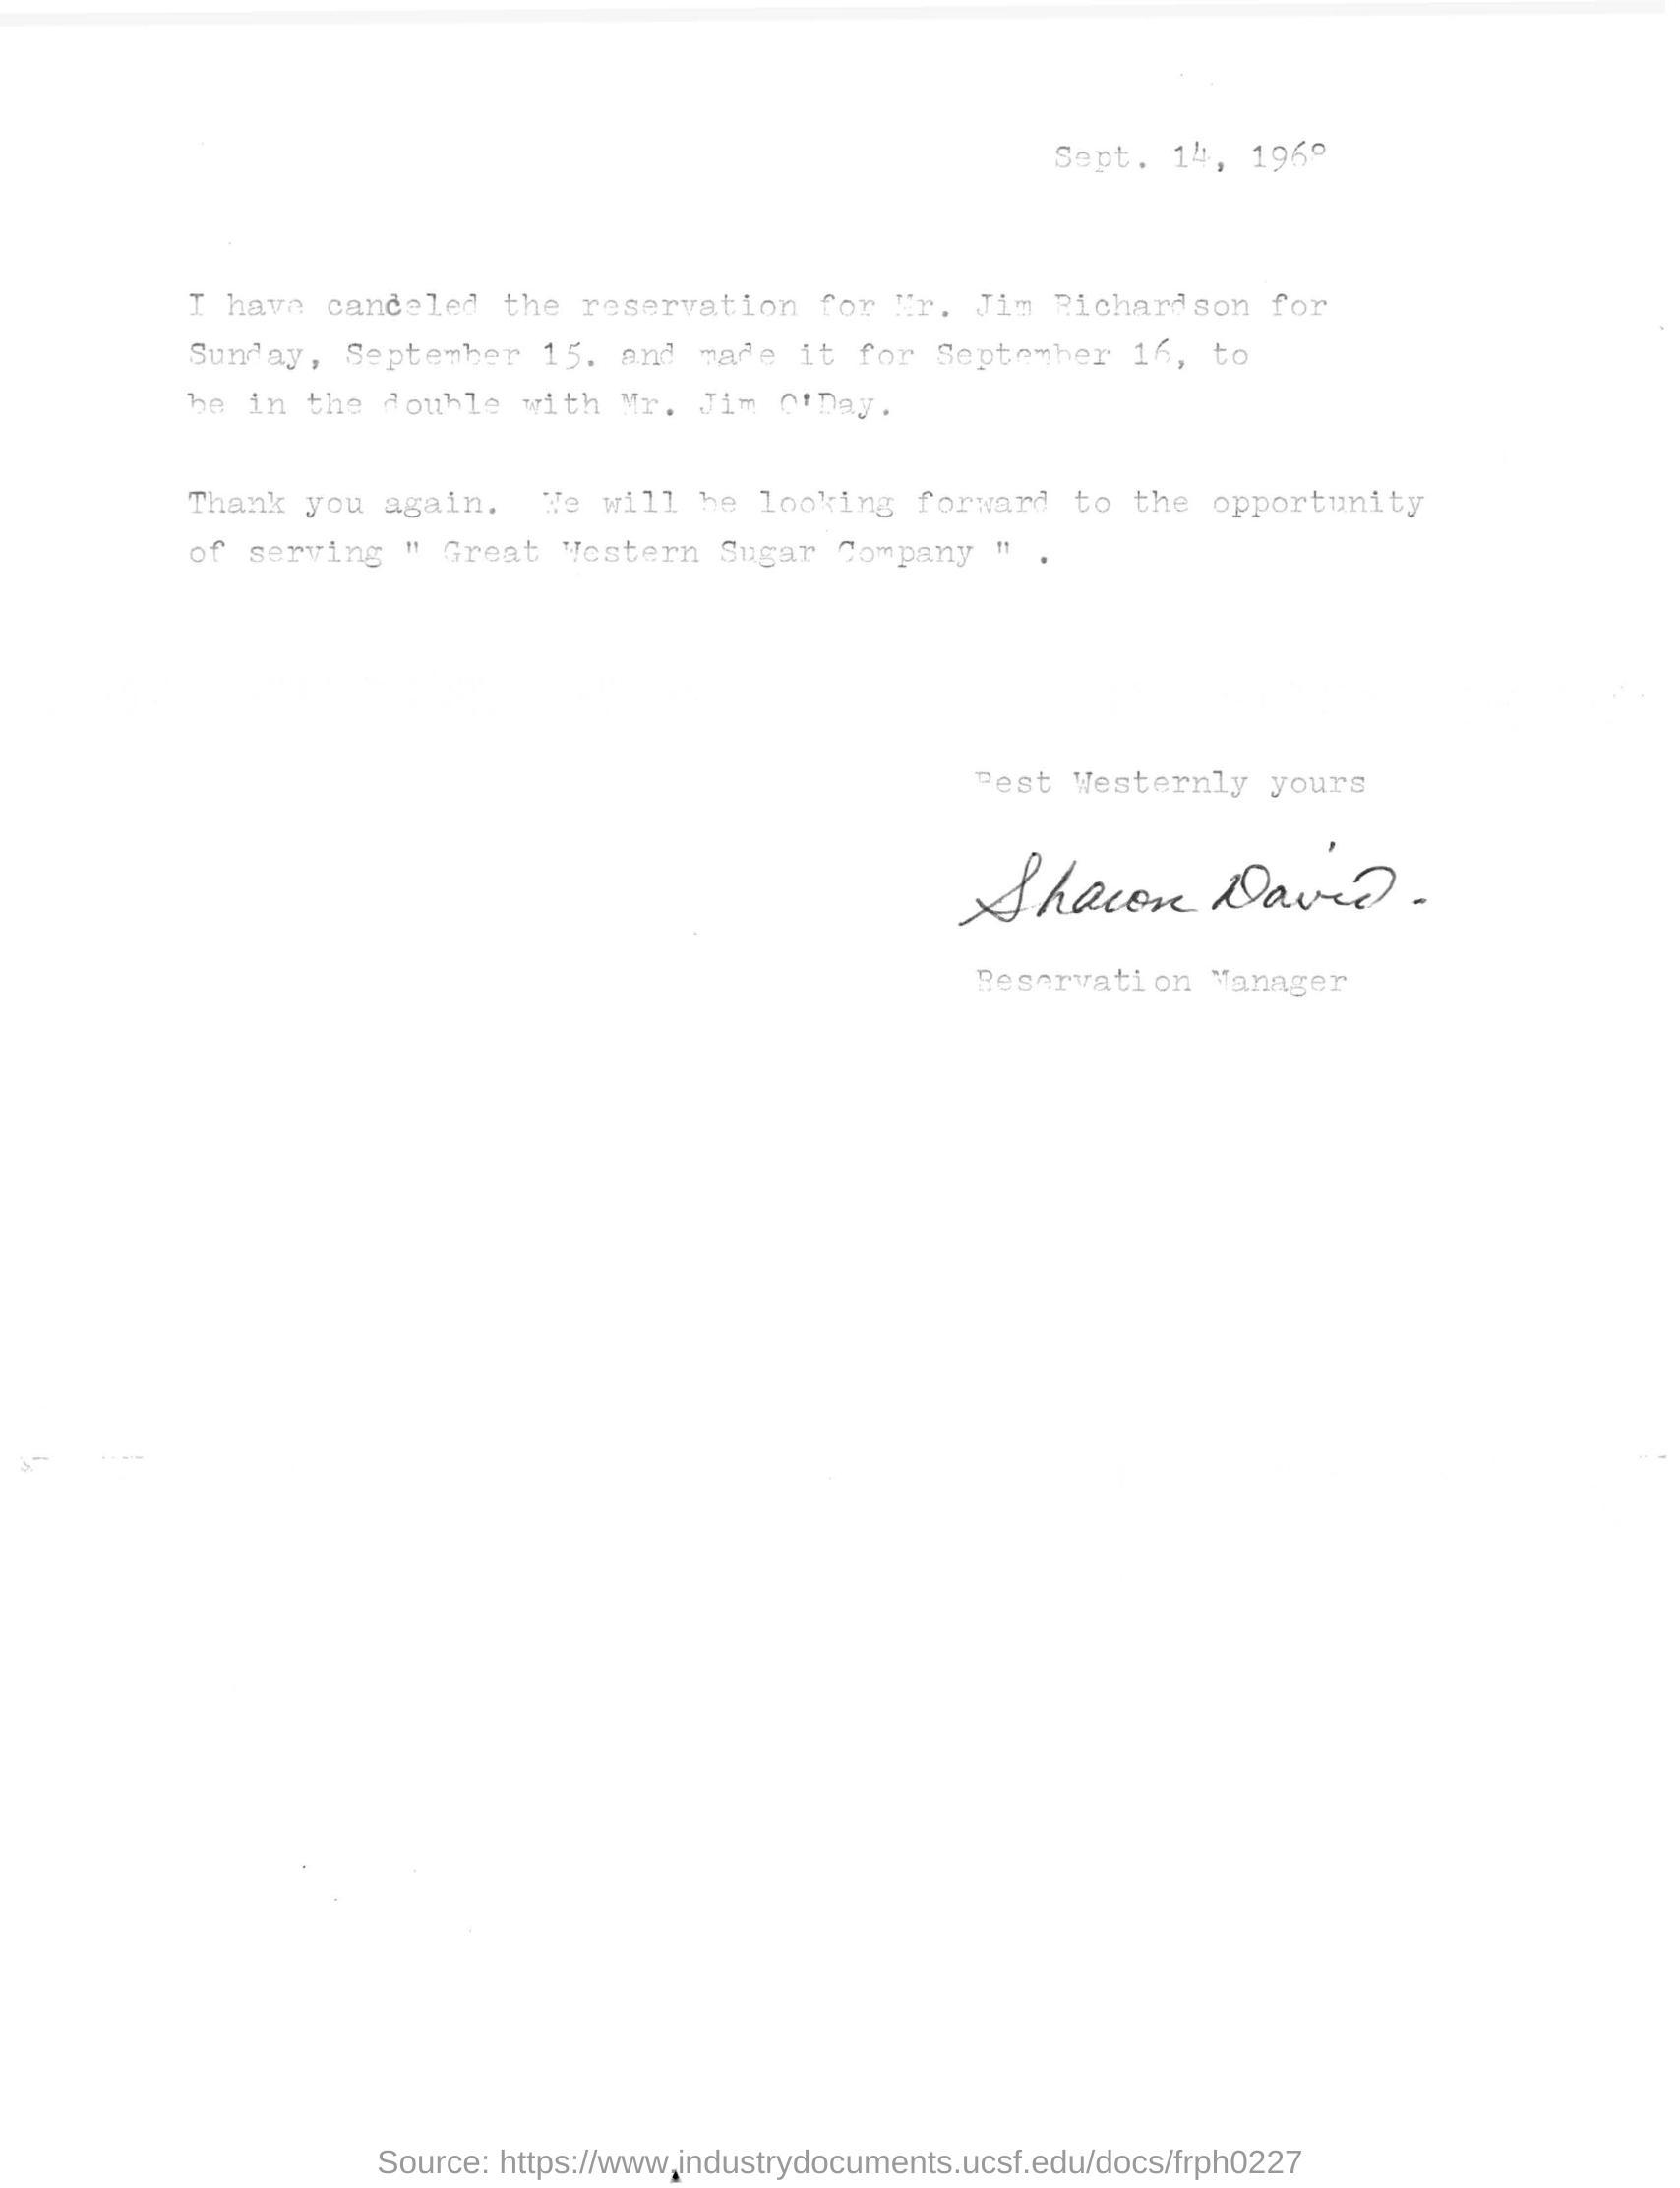 Sept. 14, 1968
I have canceled the reservation for Mr. Jim Richardson for
Sunday, September 15. and made it for September 16, to
be in the double with Mr. Jim O'Day.
Thank you again. We will be looking forward to the opportunity
of serving " Great Western Sugar Company " .
Best Westernly yours
Sharon David.
Reservation Manager
Source: https://www.industrydocuments.ucsf.edu/docs/frph0227